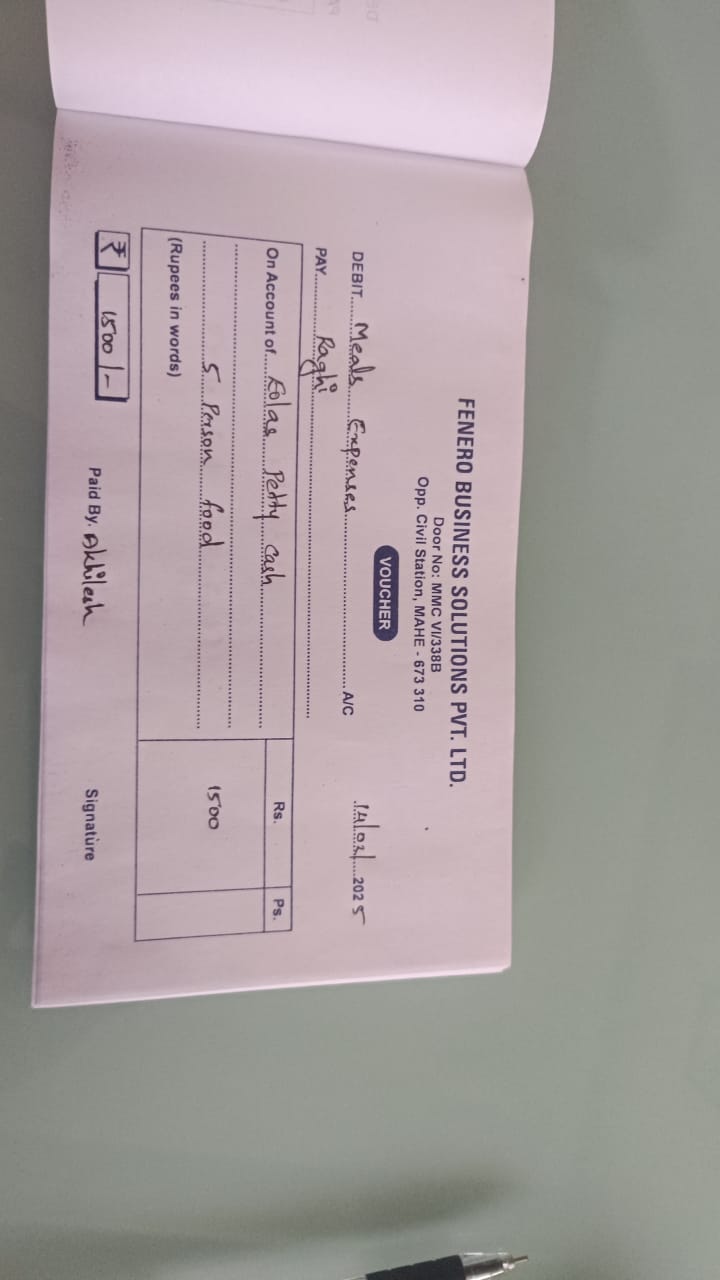 FENERO BUSINESS SOLUTIONS PVT. LTD.
Door No: MMC VI/338B
Opp. Civil Station, MAHE - 673 310
VOUCHER
14/03/2025
DEBIT Meals Expenses A/C
PAY Raghi
On Account of Kolas Petty Cash Rs. Ps.
5 Person food 1500
(Rupees in words)
₹ 1500/-
Paid By. Akhilesh Signature